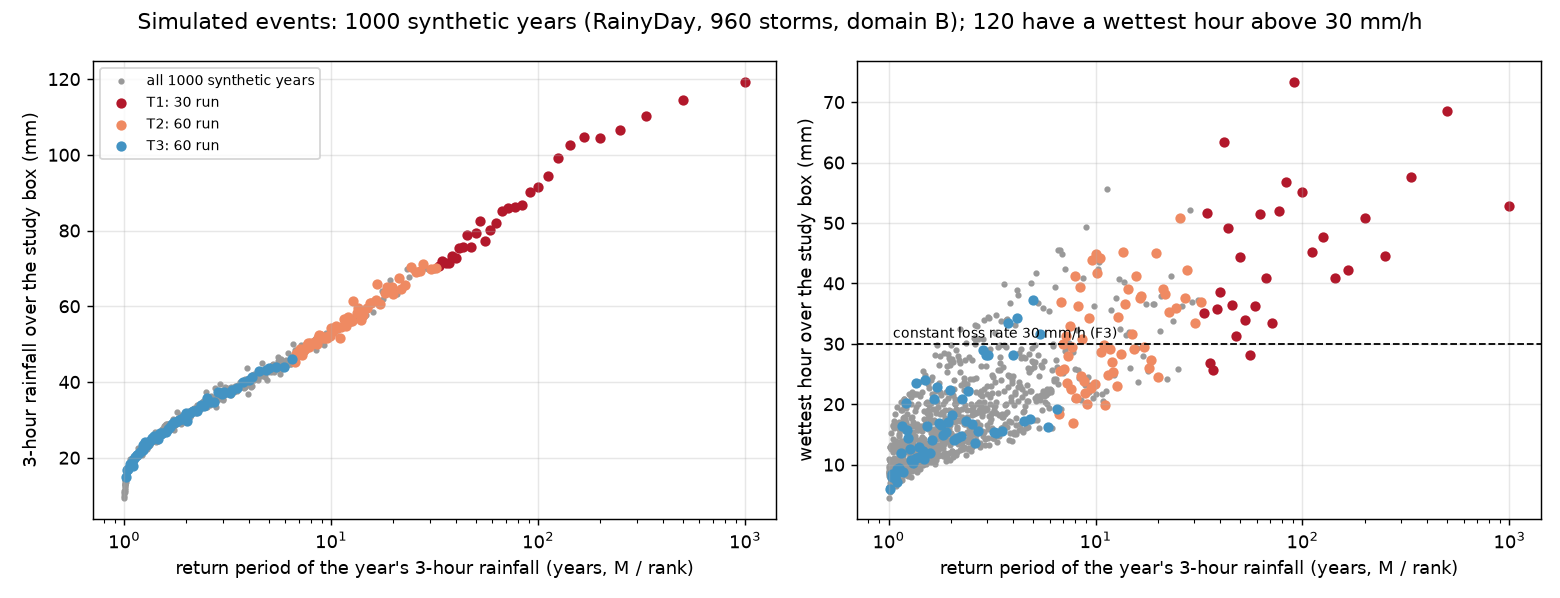 Simulated events: 1000 synthetic years (RainyDay, 960 storms, domain B); 120 have a wettest hour above 30 mm/h
3-hour rainfall over the study box (mm)
120
100
80
60
40
20
all 1000 synthetic years
T1: 30 run
T2: 60 run
T3: 60 run
10⁰
10¹
10²
10³
return period of the year's 3-hour rainfall (years, M / rank)
wettest hour over the study box (mm)
70
60
50
40
30
20
10
constant loss rate 30 mm/h (F3)
10⁰
10¹
10²
10³
return period of the year's 3-hour rainfall (years, M / rank)